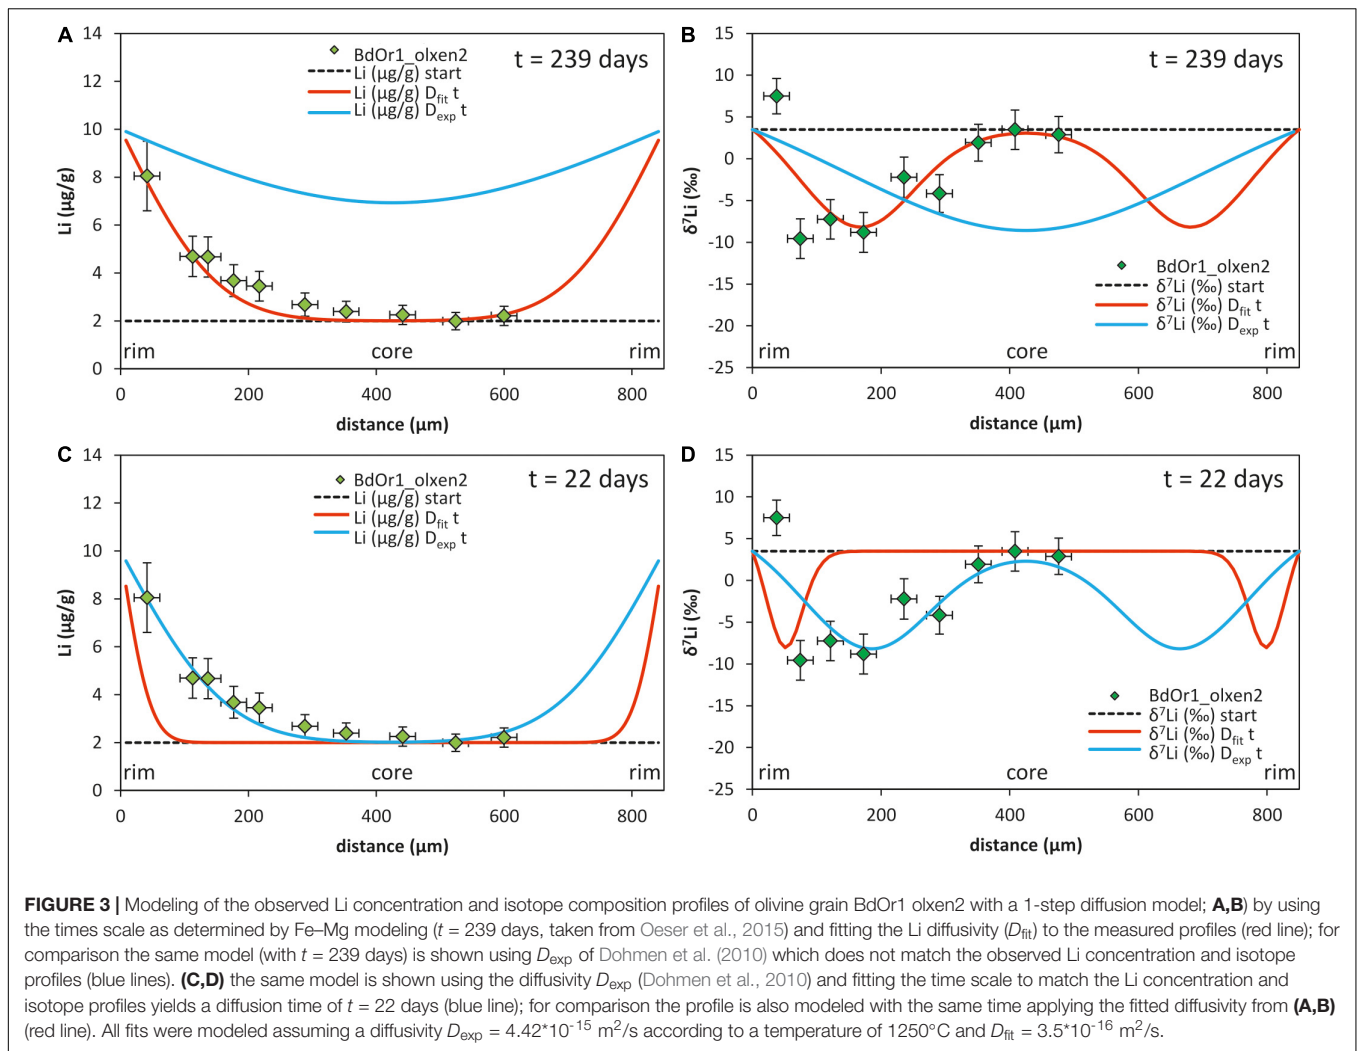 A
t = 239 days
BdOr1_olxen2
Li (µg/g) start
Li (µg/g) Dfit t
Li (µg/g) Dexp t
14
12
10
8
6
4
2
0
Li (µg/g)
rim core rim
0 200 400 600 800
distance (µm)
B
t = 239 days
15
10
5
0
-5
-10
-15
-20
-25
δ7Li (‰)
BdOr1_olxen2
δ7Li (‰) start
δ7Li (‰) Dfit t
δ7Li (‰) Dexp t
rim core rim
0 200 400 600 800
distance (µm)
C
t = 22 days
BdOr1_olxen2
Li (µg/g) start
Li (µg/g) Dfit t
Li (µg/g) Dexp t
14
12
10
8
6
4
2
0
Li (µg/g)
rim core rim
0 200 400 600 800
distance (µm)
D
t = 22 days
15
10
5
0
-5
-10
-15
-20
-25
δ7Li (‰)
BdOr1_olxen2
δ7Li (‰) start
δ7Li (‰) Dfit t
δ7Li (‰) Dexp t
rim core rim
0 200 400 600 800
distance (µm)
FIGURE 3 | Modeling of the observed Li concentration and isotope composition profiles of olivine grain BdOr1 olxen2 with a 1-step diffusion model; A,B) by using
the times scale as determined by Fe–Mg modeling (t = 239 days, taken from Oeser et al., 2015) and fitting the Li diffusivity (Dfit) to the measured profiles (red line); for
comparison the same model (with t = 239 days) is shown using Dexp of Dohmen et al. (2010) which does not match the observed Li concentration and isotope
profiles (blue lines). (C,D) the same model is shown using the diffusivity Dexp (Dohmen et al., 2010) and fitting the time scale to match the Li concentration and
isotope profiles yields a diffusion time of t = 22 days (blue line); for comparison the profile is also modeled with the same time applying the fitted diffusivity from (A,B)
(red line). All fits were modeled assuming a diffusivity Dexp = 4.42*10-15 m2/s according to a temperature of 1250°C and Dfit = 3.5*10-16 m2/s.